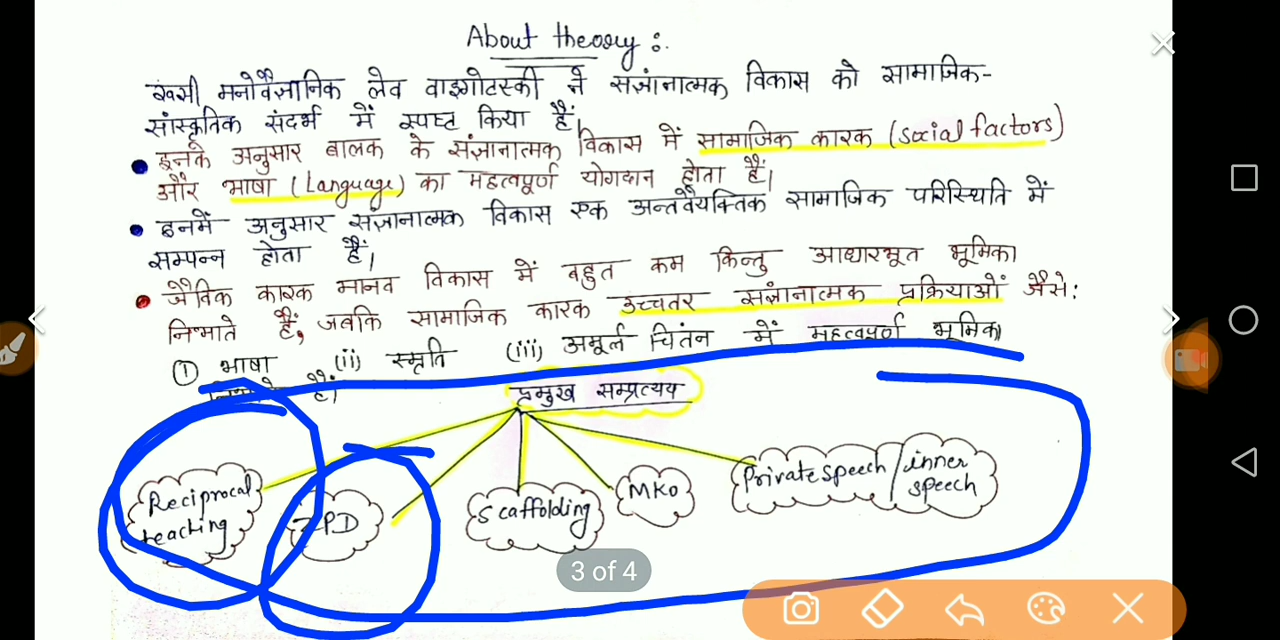 About theory :.
रूसी मनोवैज्ञानिक लेव वाइगोटस्की ने संज्ञानात्मक विकास को सामाजिक-
सांस्कृतिक संदर्भ में स्पष्ट किया है।
इनके अनुसार बालक के संज्ञानात्मक विकास में सामाजिक कारक (Social factors)
और भाषा (Language) का महत्वपूर्ण योगदान होता है।
इनमें अनुसार संज्ञानात्मक विकास एक अन्तर्वैयक्तिक सामाजिक परिस्थिति में
सम्पन्न होता है।
जैविक कारक मानव विकास में बहुत कम किन्तु आधारभूत भूमिका
निभाते हैं, जबकि सामाजिक कारक उच्चतर संज्ञानात्मक प्रक्रियाओं जैसे:
① भाषा (ii) स्मृति (iii) अमूर्त चिंतन में महत्वपूर्ण भूमिका
हैं।
प्रमुख सम्प्रत्यय
Reciprocal teaching
ZPD
Scaffolding
MKO
Private speech / inner speech
3 of 4